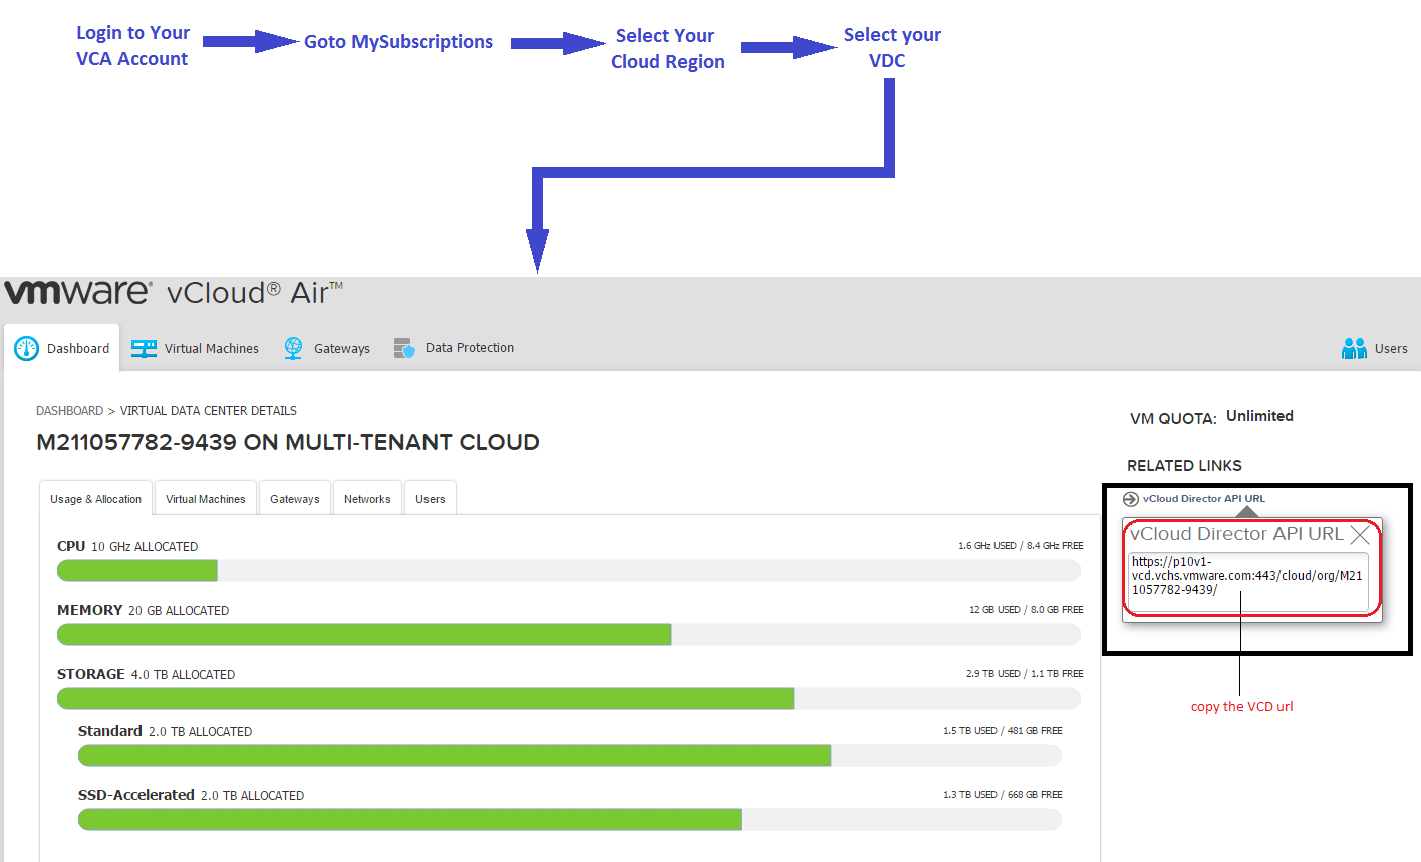 Login to Your
VCA Account
Goto MySubscriptions
Select Your
Cloud Region
Select your
VDC
vmware® vCloud® Air™
Dashboard
Virtual Machines
Gateways
Data Protection
Users
DASHBOARD > VIRTUAL DATA CENTER DETAILS
M211057782-9439 ON MULTI-TENANT CLOUD
VM QUOTA: Unlimited
RELATED LINKS
vCloud Director API URL
vCloud Director API URL
https://p10v1-
vcd.vchs.vmware.com:443/cloud/org/M21
1057782-9439/
copy the VCD url
Usage & Allocation
Virtual Machines
Gateways
Networks
Users
CPU 10 GHz ALLOCATED
1.6 GHz USED / 8.4 GHz FREE
MEMORY 20 GB ALLOCATED
12 GB USED / 8.0 GB FREE
STORAGE 4.0 TB ALLOCATED
2.9 TB USED / 1.1 TB FREE
Standard 2.0 TB ALLOCATED
1.5 TB USED / 481 GB FREE
SSD-Accelerated 2.0 TB ALLOCATED
1.3 TB USED / 668 GB FREE